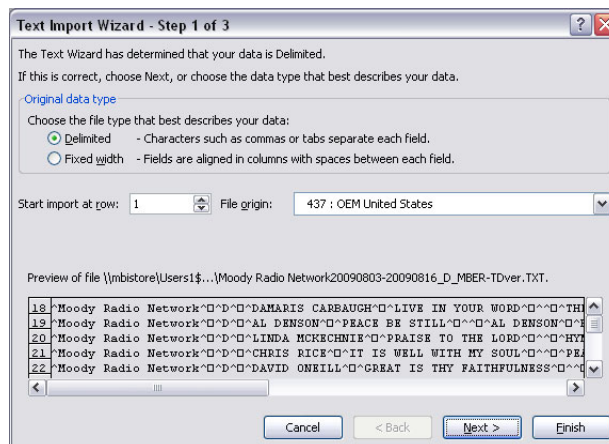 Text Import Wizard - Step 1 of 3
The Text Wizard has determined that your data is Delimited.
If this is correct, choose Next, or choose the data type that best describes your data.
Original data type
Choose the file type that best describes your data:
Delimited - Characters such as commas or tabs separate each field.
Fixed width - Fields are aligned in columns with spaces between each field.
Start import at row: 1 File origin: 437 : OEM United States
Preview of file \\mbistore\Users1$...\Moody Radio Network20090803-20090816_D_MBER-TDver.TXT.
18 ^Moody Radio Network^□^D^□^DAMARIS CARBAUGH^□^LIVE IN YOUR WORD^□^^□^THE
19 ^Moody Radio Network^□^D^□^AL DENSON^□^PEACE BE STILL^□^^□^AL DENSON^□^
20 ^Moody Radio Network^□^D^□^LINDA MCKECHNIE^□^PRAISE TO THE LORD^□^^□^HYM
21 ^Moody Radio Network^□^D^□^CHRIS RICE^□^IT IS WELL WITH MY SOUL^□^^□^PEA
22 ^Moody Radio Network^□^D^□^DAVID ONEILL^□^GREAT IS THY FAITHFULNESS^□^^□
Cancel < Back Next > Finish